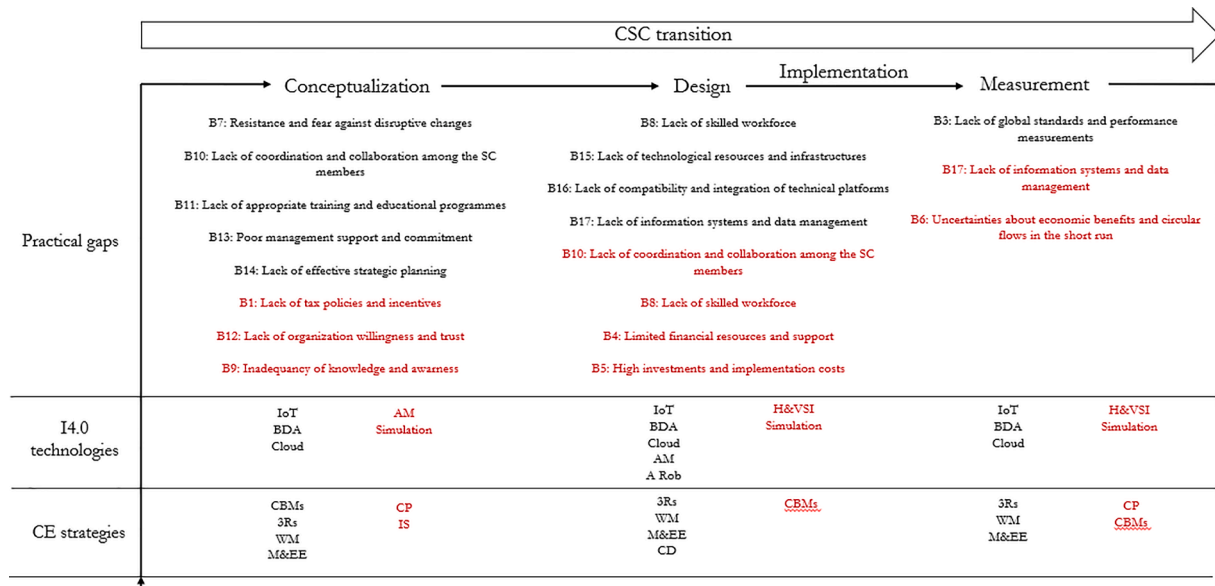 CSC transition
Conceptualization
Design
Implementation
Measurement
Practical gaps
B7: Resistance and fear against disruptive changes
B10: Lack of coordination and collaboration among the SC
members
B11: Lack of appropriate training and educational programmes
B13: Poor management support and commitment
B14: Lack of effective strategic planning
B1: Lack of tax policies and incentives
B12: Lack of organization willingness and trust
B9: Inadequancy of knowledge and awarness
B8: Lack of skilled workforce
B15: Lack of technological resources and infrastructures
B16: Lack of compatibility and integration of technical platforms
B17: Lack of information systems and data management
B10: Lack of coordination and collaboration among the SC
members
B8: Lack of skilled workforce
B4: Limited financial resources and support
B5: High investments and implementation costs
B3: Lack of global standards and performance
measurements
B17: Lack of information systems and data
management
B6: Uncertainties about economic benefits and circular
flows in the short run
I4.0
technologies
IoT
BDA
Cloud
AM
Simulation
IoT
BDA
Cloud
AM
A Rob
H&VSI
Simulation
IoT
BDA
Cloud
H&VSI
Simulation
CE strategies
CBMs
3Rs
WM
M&EE
CP
IS
3Rs
WM
M&EE
CD
CBMs
3Rs
WM
M&EE
CP
CBMs